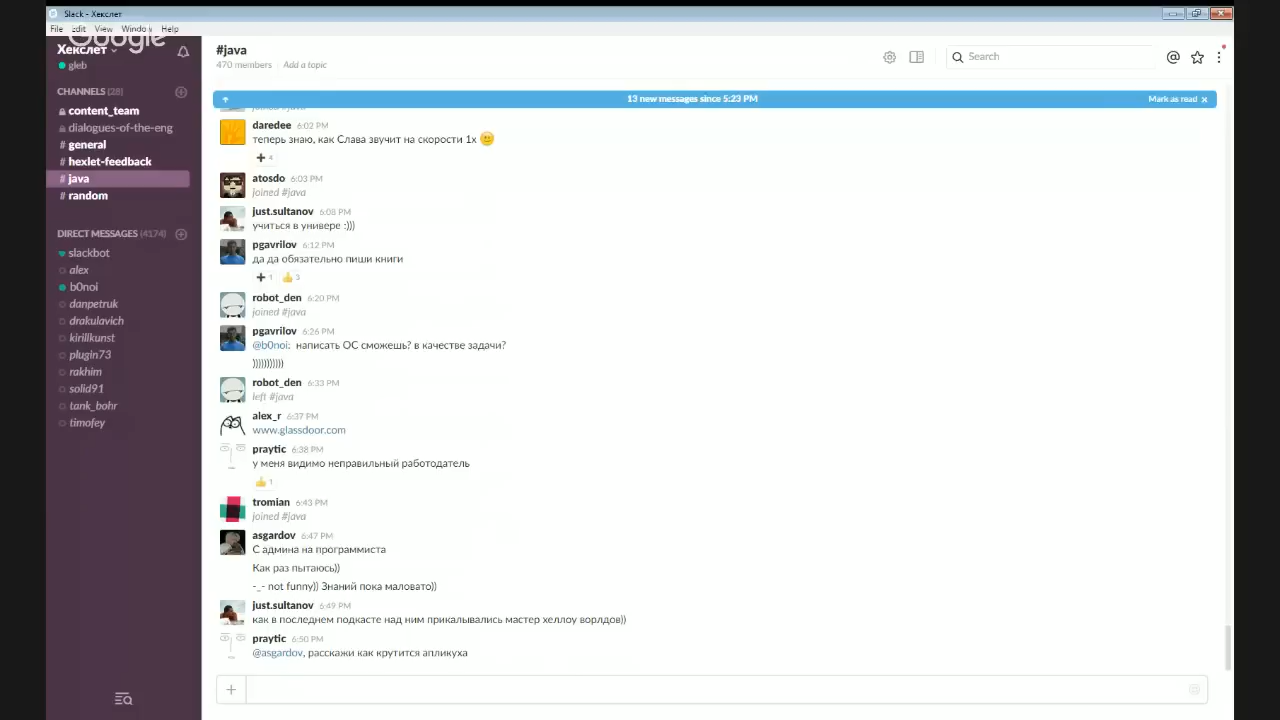 Slack - Хекслет
File Edit View Window Help
Google
Хекслет
gleb
CHANNELS (28)
content_team
dialogues-of-the-eng
# general
# hexlet-feedback
# java
# random
DIRECT MESSAGES (4174)
slackbot
alex
b0noi
danpetruk
drakulavich
kirillkunst
plugin73
rakhim
solid91
tank_bohr
timofey
#java
470 members
Add a topic
Search
13 new messages since 5:23 PM
Mark as read
joined #java
daredee 6:02 PM
теперь знаю, как Слава звучит на скорости 1x
4
atosdo 6:03 PM
joined #java
just.sultanov 6:08 PM
учиться в универе :)))
pgavrilov 6:12 PM
да да обязательно пиши книги
1 3
robot_den 6:20 PM
joined #java
pgavrilov 6:26 PM
@b0noi: написать ОС сможешь? в качестве задачи?
)))))))))))
robot_den 6:33 PM
left #java
alex_r 6:37 PM
www.glassdoor.com
praytic 6:38 PM
у меня видимо неправильный работодатель
1
tromian 6:43 PM
joined #java
asgardov 6:47 PM
С админа на программиста
Как раз пытаюсь))
-_- not funny)) Знаний пока маловато))
just.sultanov 6:49 PM
как в последнем подкасте над ним прикалывались мастер хеллоу ворлдов))
praytic 6:50 PM
@asgardov, расскажи как крутится апликуха